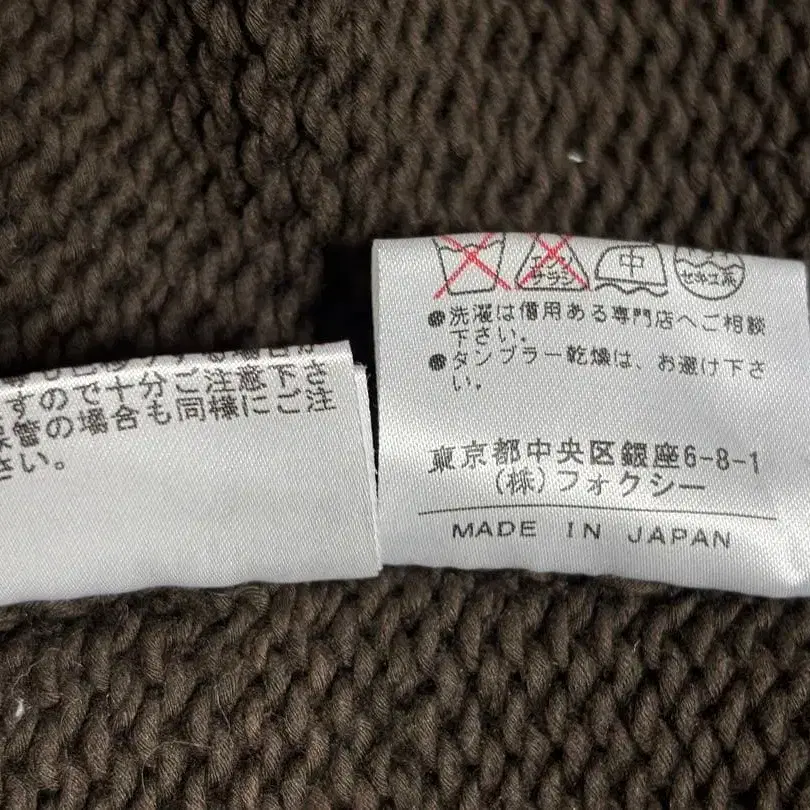 すので十分ご注意下さ
保管の場合も同様にご注
さい。
エンソ
サラシ
中
セキユ系
●洗濯は信用ある専門店へご相談
下さい。
●タンブラー乾燥は、お避け下さ
い。
東京都中央区銀座6-8-1
(株)フォクシー
MADE IN JAPAN